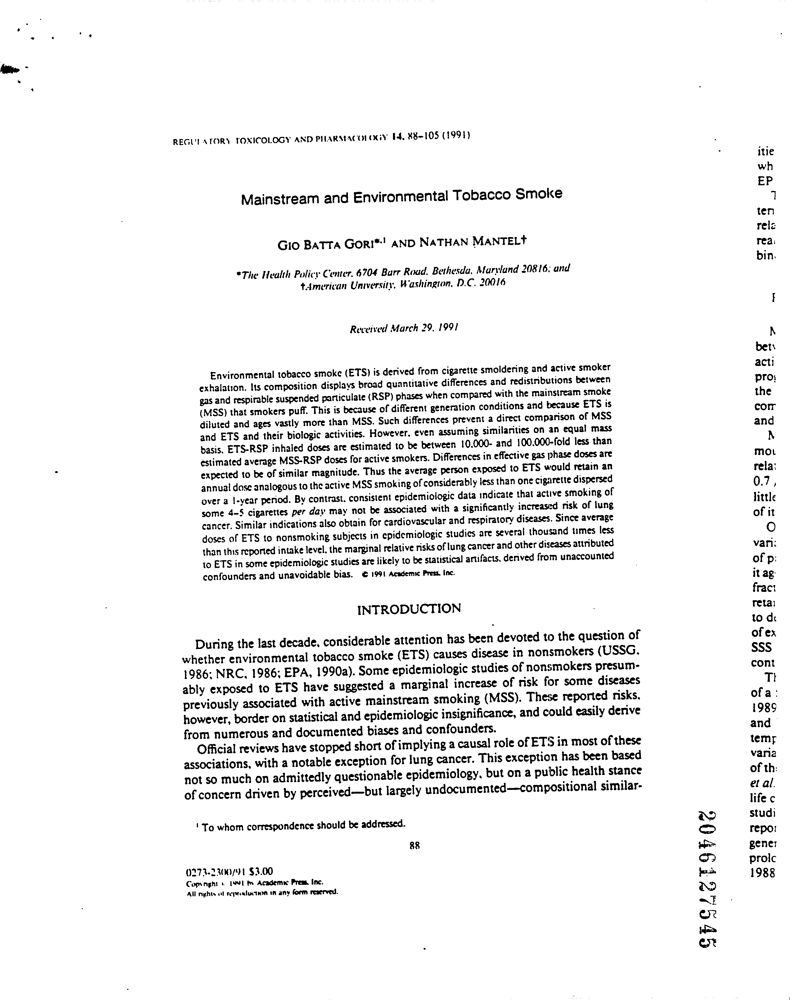 REGULATORY TOXICOLOGY AND PHARMACOLOGY 14, 88–105 (1991)
Mainstream and Environmental Tobacco Smoke
GIO BATTA GORI*,¹ AND NATHAN MANTEL†
*The Health Policy Center, 6704 Barr Road, Bethesda, Maryland 20816; and
†American University, Washington, D.C. 20016
Received March 29, 1991
Environmental tobacco smoke (ETS) is derived from cigarette smoldering and active smoker
exhalation. Its composition displays broad quantitative differences and redistributions between
gas and respirable suspended particulate (RSP) phases when compared with the mainstream smoke
(MSS) that smokers puff. This is because of different generation conditions and because ETS is
diluted and ages vastly more than MSS. Such differences prevent a direct comparison of MSS
and ETS and their biologic activities. However, even assuming similarities on an equal mass
basis, ETS-RSP inhaled doses are estimated to be between 10,000- and 100,000-fold less than
estimated average MSS-RSP doses for active smokers. Differences in effective gas phase doses are
expected to be of similar magnitude. Thus the average person exposed to ETS would retain an
annual dose analogous to the active MSS smoking of considerably less than one cigarette dispersed
over a 1-year period. By contrast, consistent epidemiologic data indicate that active smoking of
some 4–5 cigarettes per day may not be associated with a significantly increased risk of lung
cancer. Similar indications also obtain for cardiovascular and respiratory diseases. Since average
doses of ETS to nonsmoking subjects in epidemiologic studies are several thousand times less
than this reported intake level, the marginal relative risks of lung cancer and other diseases attributed
to ETS in some epidemiologic studies are likely to be statistical artifacts, derived from unaccounted
confounders and unavoidable bias. © 1991 Academic Press, Inc.
INTRODUCTION
During the last decade, considerable attention has been devoted to the question of
whether environmental tobacco smoke (ETS) causes disease in nonsmokers (USSG,
1986; NRC, 1986; EPA, 1990a). Some epidemiologic studies of nonsmokers presum-
ably exposed to ETS have suggested a marginal increase of risk for some diseases
previously associated with active mainstream smoking (MSS). These reported risks,
however, border on statistical and epidemiologic insignificance, and could easily derive
from numerous and documented biases and confounders.
Official reviews have stopped short of implying a causal role of ETS in most of these
associations, with a notable exception for lung cancer. This exception has been based
not so much on admittedly questionable epidemiology, but on a public health stance
of concern driven by perceived—but largely undocumented—compositional similar-
¹ To whom correspondence should be addressed.
88
0273-2300/91 $3.00
Copyright © 1991 by Academic Press, Inc.
All rights of reproduction in any form reserved.
itie
wh
EP
T
ten
rela
rea
bin
N
betw
acti
pro
the
com
and
mou
rela
0.7
little
of it
O
vari
of p
it ag
fract
retai
to d
of ex
SSS
cont
Th
of a
1989
and
temp
varia
of th
et al.
life c
studi
repor
gener
prolo
1988
2046127545